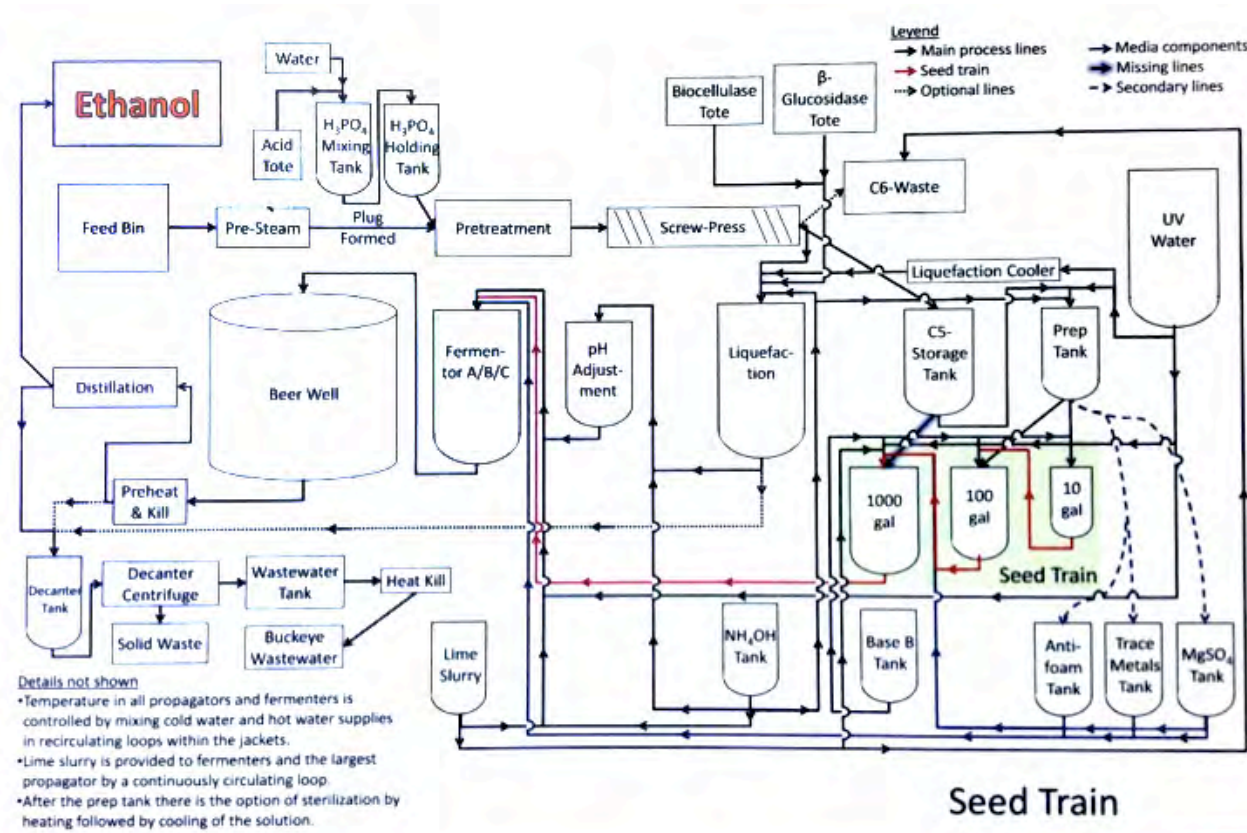 Levend
Main process lines
Seed train
Optional lines
Media components
Missing lines
Secondary lines
Water
Ethanol
Acid
Tote
H₃PO₄
Mixing
Tank
H₃PO₄
Holding
Tank
Biocellulase
Tote
β-
Glucosidase
Tote
C6-Waste
UV
Water
Feed Bin
Pre-Steam
Plug
Formed
Pretreatment
Screw-Press
Liquefaction Cooler
Distillation
Beer Well
Fermen-
tor A/B/C
pH
Adjust-
ment
Liquefac-
tion
C5-
Storage
Tank
Prep
Tank
Preheat
& Kill
1000
gal
100
gal
10
gal
Seed Train
Decanter
Tank
Decanter
Centrifuge
Wastewater
Tank
Heat Kill
Solid Waste
Buckeye
Wastewater
Lime
Slurry
NH₄OH
Tank
Base B
Tank
Anti-
foam
Tank
Trace
Metals
Tank
MgSO₄
Tank
Details not shown
•Temperature in all propagators and fermenters is
controlled by mixing cold water and hot water supplies
in recirculating loops within the jackets.
•Lime slurry is provided to fermenters and the largest
propagator by a continuously circulating loop.
•After the prep tank there is the option of sterilization by
heating followed by cooling of the solution.
Seed Train